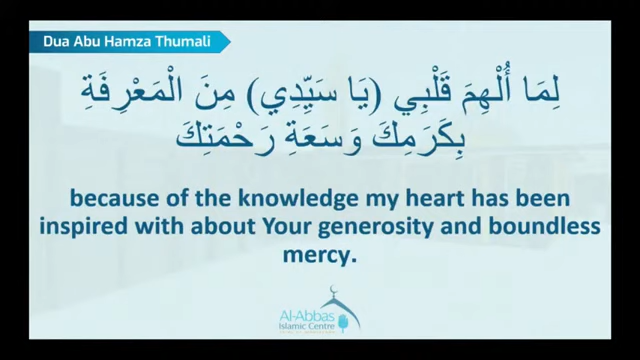 Dua Abu Hamza Thumali
لِمَا أُلْهِمَ قَلْبِي (يَا سَيِّدِي) مِنَ الْمَعْرِفَةِ
بِكَرَمِكَ وَسَعَةِ رَحْمَتِكَ
because of the knowledge my heart has been
inspired with about Your generosity and boundless
mercy.
Al-Abbas
Islamic Centre